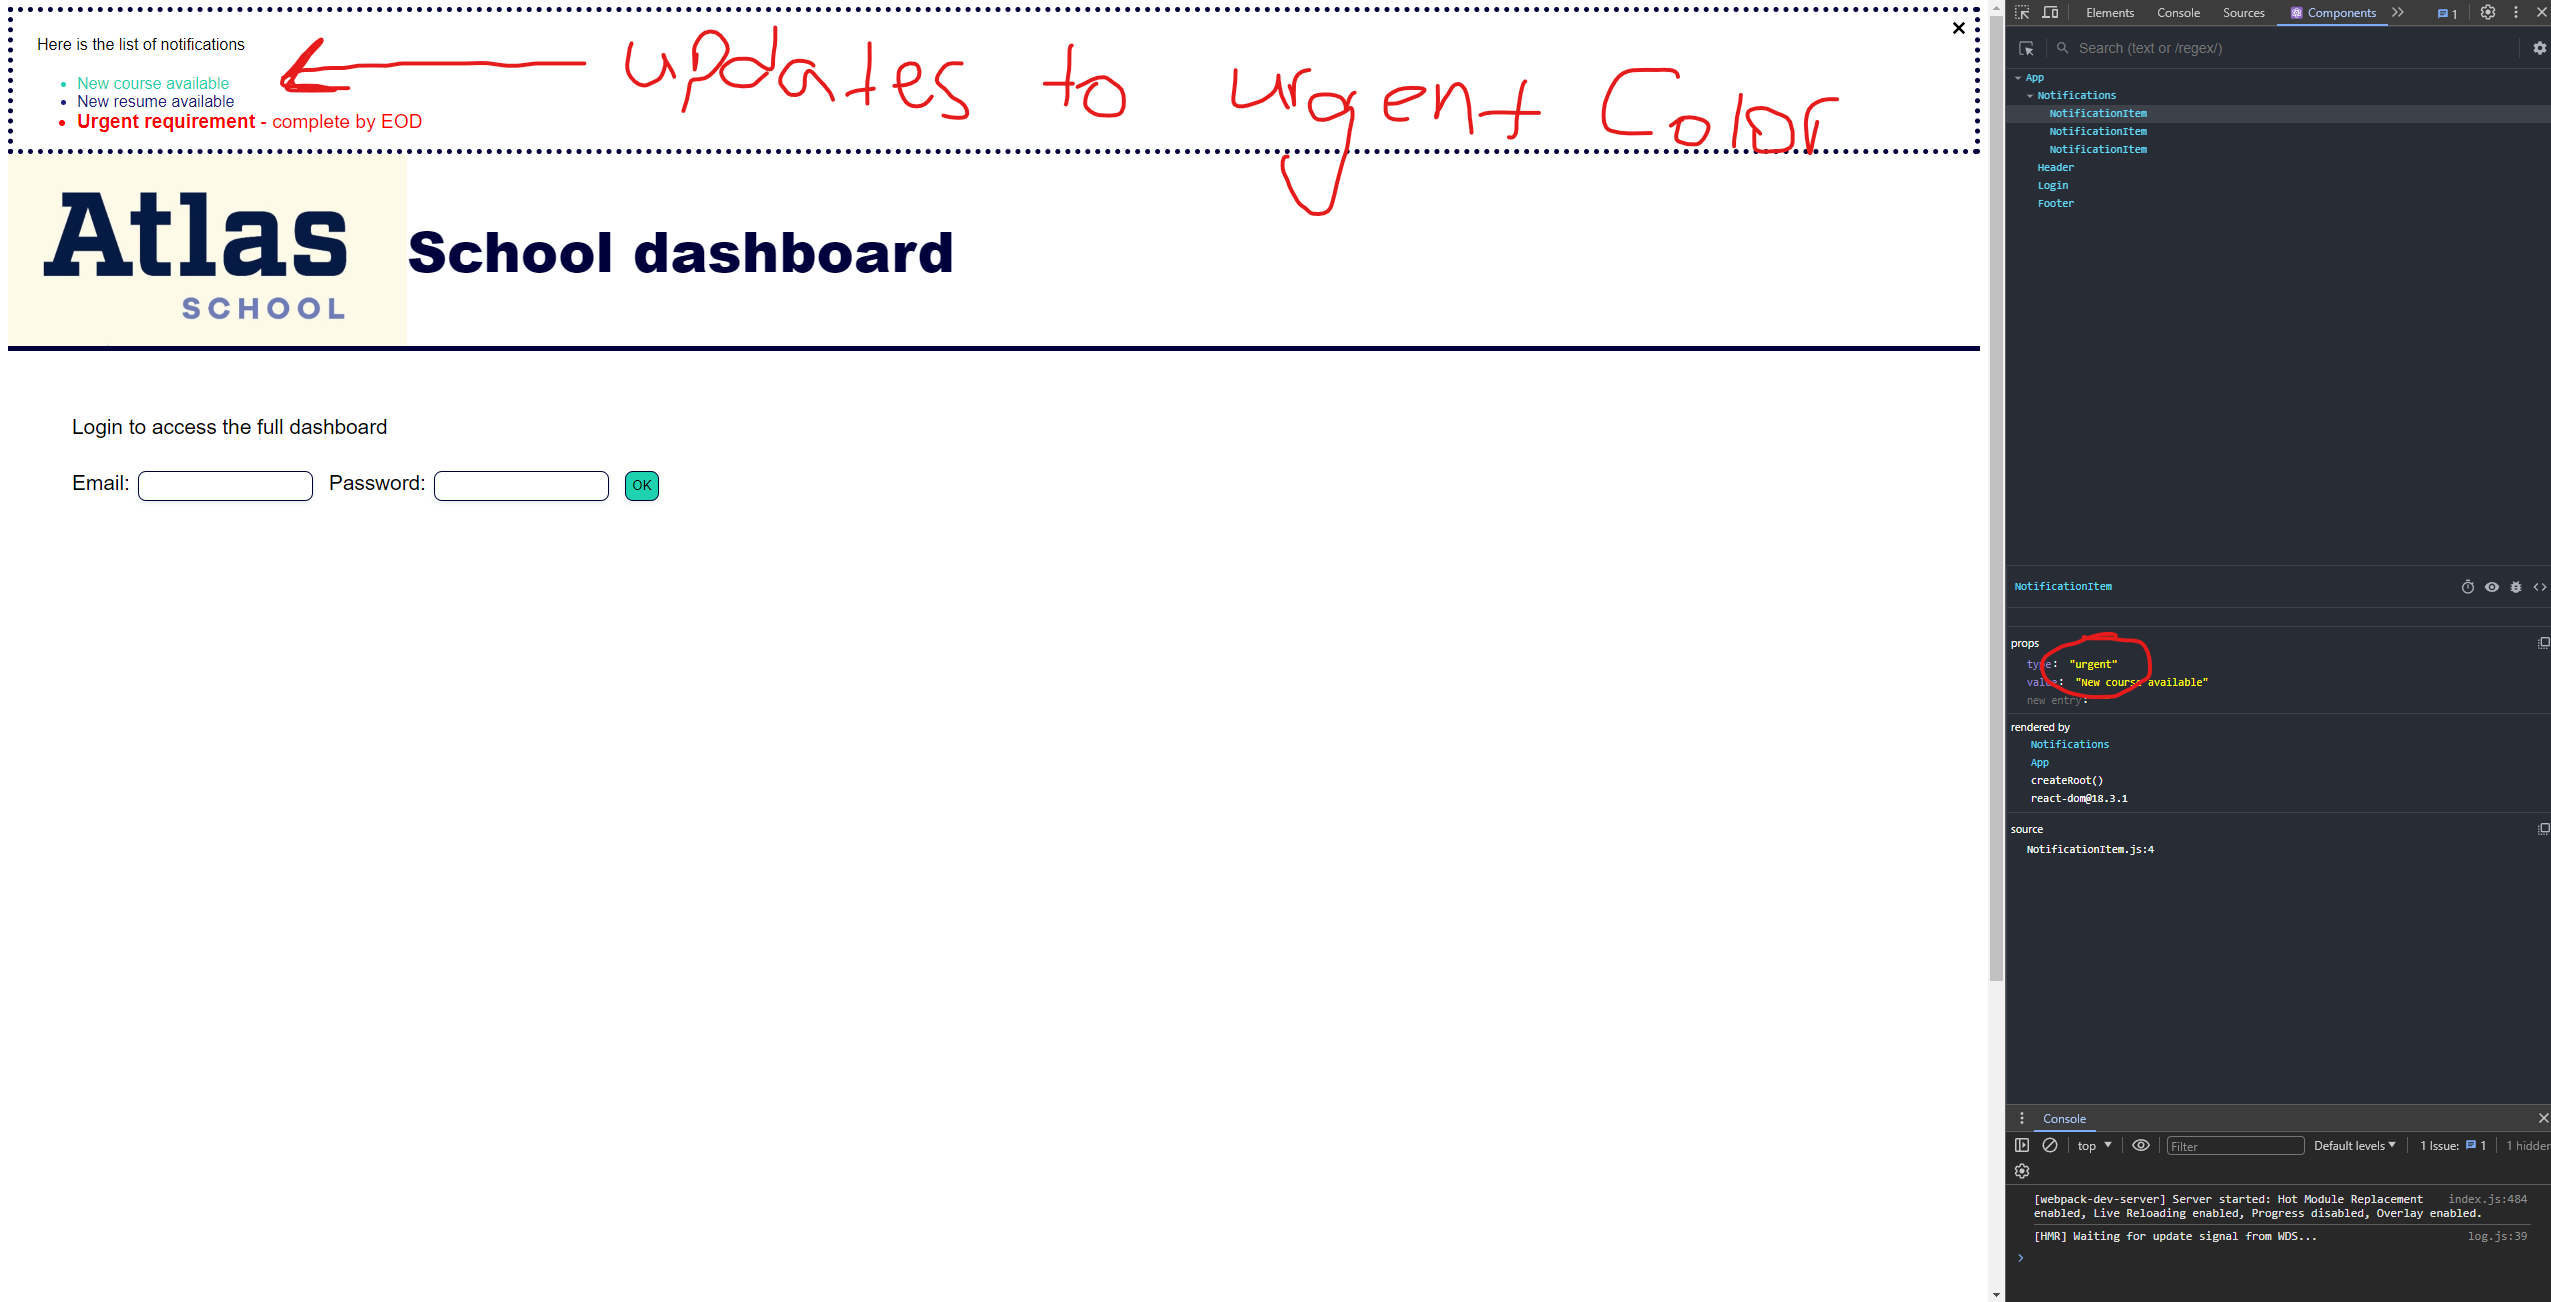 Here is the list of notifications
New course available
New resume available
Urgent requirement - complete by EOD
updates to urgent Color
Atlas
SCHOOL
School dashboard
Login to access the full dashboard
Email: Password: OK
Elements Console Sources Components 1
Search (text or /regex/)
App
Notifications
NotificationItem
NotificationItem
NotificationItem
Header
Login
Footer
NotificationItem
props
type: "urgent"
value: "New course available"
new entry:
rendered by
Notifications
App
createRoot()
react-dom@18.3.1
source
NotificationItem.js:4
Console
top Filter Default levels 1 Issue: 1 1 hidden
[webpack-dev-server] Server started: Hot Module Replacement index.js:484
enabled, Live Reloading enabled, Progress disabled, Overlay enabled.
[HMR] Waiting for update signal from WDS... log.js:39